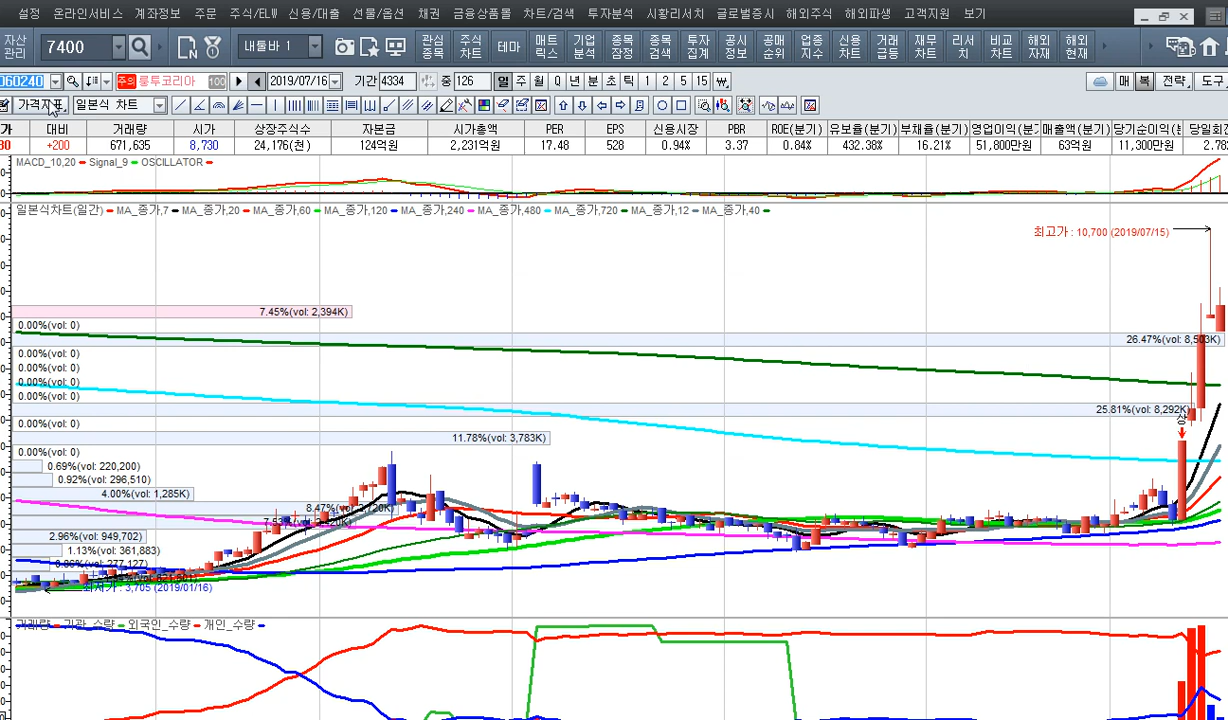 설정 온라인서비스 계좌정보 주문 주식/ELW 신용/대출 선물/옵션 채권 금융상품몰 차트/검색 투자분석 시황리서치 글로벌증시 해외주식 해외파생 고객지원 보기
자산관리 7400 내툴바 1 관심종목 주식차트 테마 매트릭스 기업분석 종목장점 종목검색 투자집계 공시정보 공매순위 업종지수 신용차트 거래급등 재무차트 리서치 비교차트 해외자재 해외현재
060240 주의 룽투코리아 100 2019/07/16 기간 4334 중 126 일 주 월 Q 년 분 초 틱 1 2 5 15 매 복 전략 도구
일본식 차트
가 대비 거래량 시가 상장주식수 자본금 시가총액 PER EPS 신용시장 PBR ROE(분기) 유보율(분기) 부채율(분기) 영업이익(분기 매출액(분기) 당기순이익(분 당일회전
+200 671,635 8,730 24,176(천) 124억원 2,231억원 17.48 528 0.94% 3.37 0.84% 432.38% 16.21% 51,800만원 63억원 11,300만원 2.78
MACD_10,20 Signal_9 OSCILLATOR
일본식차트(일간) MA_종가,7 MA_종가,20 MA_종가,60 MA_종가,120 MA_종가,240 MA_종가,480 MA_종가,720 MA_종가,12 MA_종가,40
최고가 : 10,700 (2019/07/15)
7.45%(vol: 2,394K)
0.00%(vol: 0)
26.47%(vol: 8,503K)
0.00%(vol: 0)
0.00%(vol: 0)
0.00%(vol: 0)
0.00%(vol: 0)
25.81%(vol: 8,292K)
상
0.00%(vol: 0)
11.78%(vol: 3,783K)
0.00%(vol: 0)
0.69%(vol: 220,200)
0.92%(vol: 296,510)
4.00%(vol: 1,285K)
8.47%(vol: 2,720K)
2.96%(vol: 949,702)
1.13%(vol: 361,883)
최저가 : 3,705 (2019/01/16)
거래량 기관_수량 외국인_수량 개인_수량